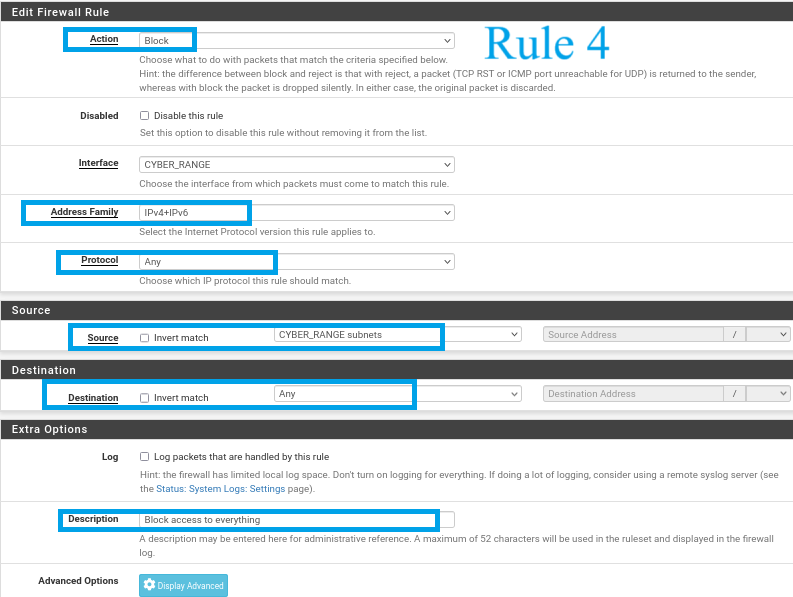 Edit Firewall Rule
Rule 4
Action
Block
Choose what to do with packets that match the criteria specified below.
Hint: the difference between block and reject is that with reject, a packet (TCP RST or ICMP port unreachable for UDP) is returned to the sender,
whereas with block the packet is dropped silently. In either case, the original packet is discarded.
Disabled
Disable this rule
Set this option to disable this rule without removing it from the list.
Interface
CYBER_RANGE
Choose the interface from which packets must come to match this rule.
Address Family
IPv4+IPv6
Select the Internet Protocol version this rule applies to.
Protocol
Any
Choose which IP protocol this rule should match.
Source
Source
Invert match
CYBER_RANGE subnets
Source Address
/
Destination
Destination
Invert match
Any
Destination Address
/
Extra Options
Log
Log packets that are handled by this rule
Hint: the firewall has limited local log space. Don't turn on logging for everything. If doing a lot of logging, consider using a remote syslog server (see
the Status: System Logs: Settings page).
Description
Block access to everything
A description may be entered here for administrative reference. A maximum of 52 characters will be used in the ruleset and displayed in the firewall
log.
Advanced Options
Display Advanced